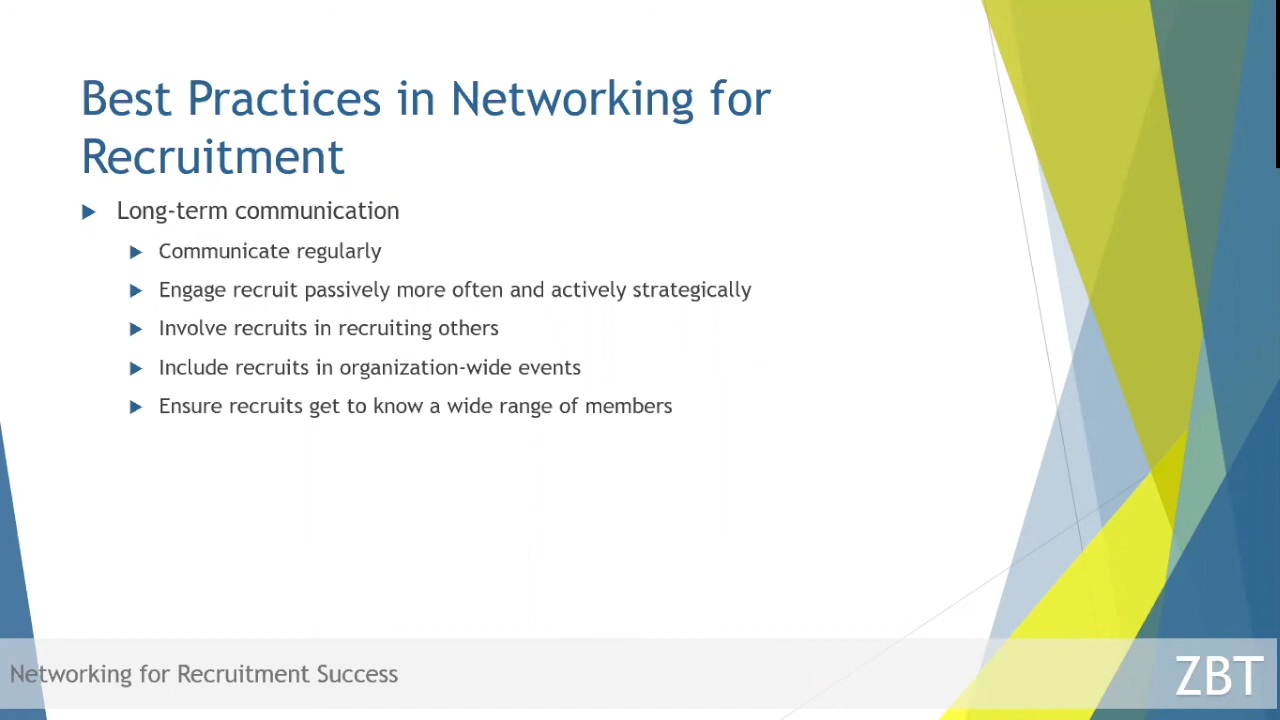 Best Practices in Networking for
Recruitment
Long-term communication
Communicate regularly
Engage recruit passively more often and actively strategically
Involve recruits in recruiting others
Include recruits in organization-wide events
Ensure recruits get to know a wide range of members
Networking for Recruitment Success
ZBT